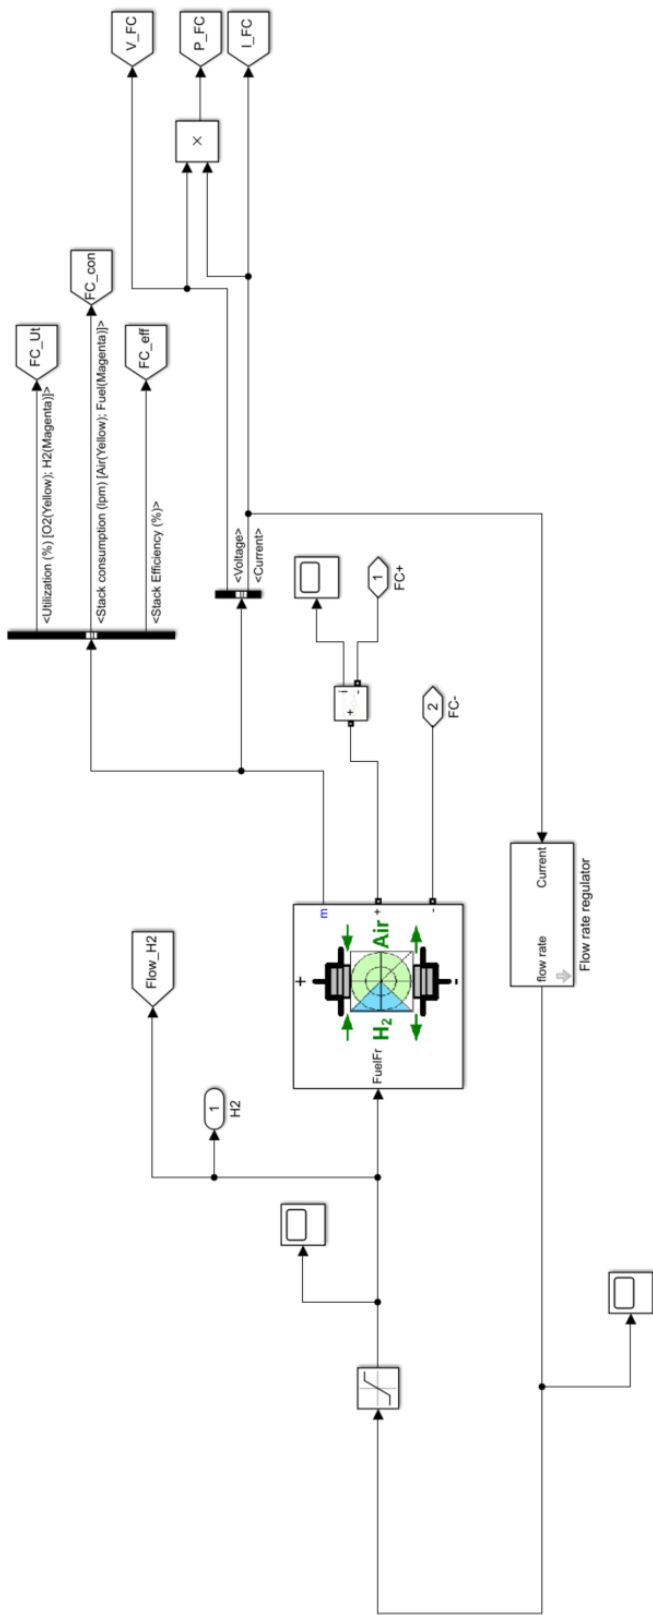 V_FC
P_FC
I_FC
×
FC_con
FC_Ut
FC_eff
<Utilization (%) [O2(Yellow); H2(Magenta)]>
<Stack consumption (lpm) [Air(Yellow); Fuel(Magenta)]>
<Stack Efficiency (%)>
<Voltage>
<Current>
1
FC+
i
+
-
2
FC-
m
+
-
Flow_H2
+
Air
H2
-
FuelFr
Current
flow rate
Flow rate regulator
1
H2